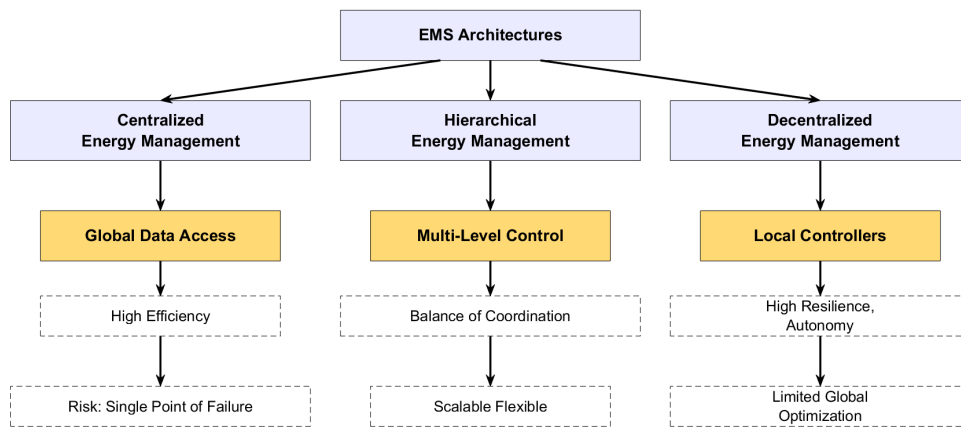 EMS Architectures
Centralized
Energy Management
Hierarchical
Energy Management
Decentralized
Energy Management
Global Data Access
Multi-Level Control
Local Controllers
High Efficiency
Balance of Coordination
High Resilience,
Autonomy
Risk: Single Point of Failure
Scalable Flexible
Limited Global
Optimization